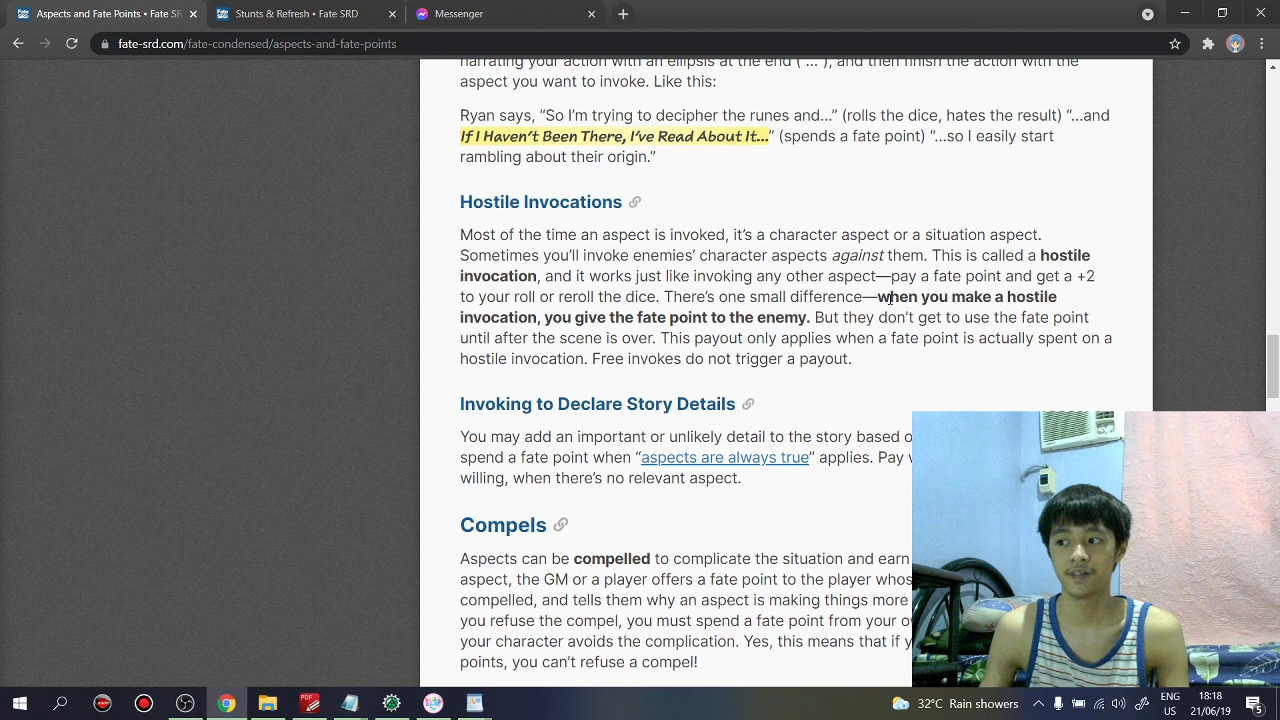 Aspects and Fate Points • Fate SR
Stunts & Refresh • Fate SRD
Messenger
fate-srd.com/fate-condensed/aspects-and-fate-points
narrating your action with an ellipsis at the end (“…”), and then finish the action with the
aspect you want to invoke. Like this:
Ryan says, “So I’m trying to decipher the runes and…” (rolls the dice, hates the result) “…and
If I Haven’t Been There, I’ve Read About It…” (spends a fate point) “…so I easily start
rambling about their origin.”
Hostile Invocations
Most of the time an aspect is invoked, it’s a character aspect or a situation aspect.
Sometimes you’ll invoke enemies’ character aspects against them. This is called a hostile
invocation, and it works just like invoking any other aspect—pay a fate point and get a +2
to your roll or reroll the dice. There’s one small difference—when you make a hostile
invocation, you give the fate point to the enemy. But they don’t get to use the fate point
until after the scene is over. This payout only applies when a fate point is actually spent on a
hostile invocation. Free invokes do not trigger a payout.
Invoking to Declare Story Details
You may add an important or unlikely detail to the story based o
spend a fate point when “aspects are always true” applies. Pay w
willing, when there’s no relevant aspect.
Compels
Aspects can be compelled to complicate the situation and earn
aspect, the GM or a player offers a fate point to the player whos
compelled, and tells them why an aspect is making things more
you refuse the compel, you must spend a fate point from your o
your character avoids the complication. Yes, this means that if y
points, you can’t refuse a compel!
PDF
32°C Rain showers
ENG
US
18:18
21/06/19
5